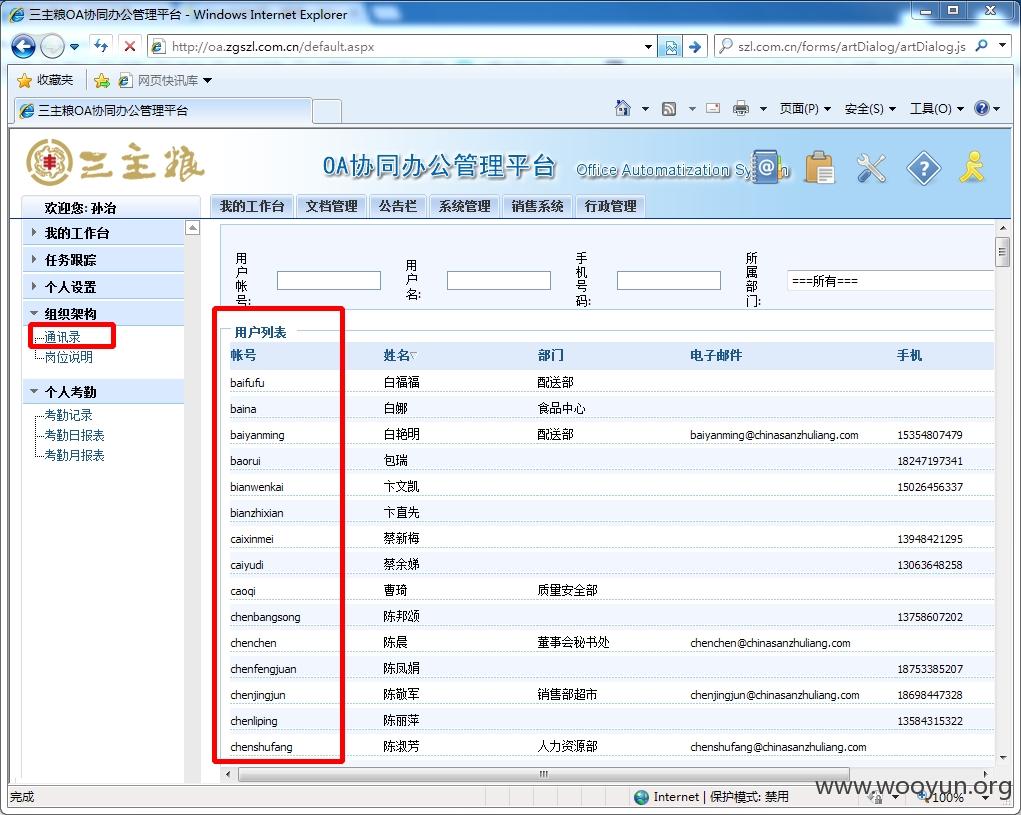 三主粮OA协同办公管理平台 - Windows Internet Explorer
http://oa.zgszl.com.cn/default.aspx szl.com.cn/forms/artDialog/artDialog.js
收藏夹 网页快讯库
三主粮OA协同办公管理平台 页面(P) 安全(S) 工具(O)
三主粮 OA协同办公管理平台 Office Automatization Sy n
欢迎您: 孙治 我的工作台 文档管理 公告栏 系统管理 销售系统 行政管理
我的工作台
任务跟踪
个人设置
组织架构
通讯录
岗位说明
个人考勤
考勤记录
考勤日报表
考勤月报表
用户帐号: 用户名: 手机号码: 所属部门: ===所有===
用户列表
帐号 姓名 部门 电子邮件 手机
baifufu 白福福 配送部
baina 白娜 食品中心
baiyanming 白艳明 配送部 baiyanming@chinasanzhuliang.com 15354807479
baorui 包瑞 18247197341
bianwenkai 卞文凯 15026456337
bianzhixian 卞直先
caixinmei 蔡新梅 13948421295
caiyudi 蔡余娣 13063648258
caoqi 曹琦 质量安全部
chenbangsong 陈邦颂 13758607202
chenchen 陈晨 董事会秘书处 chenchen@chinasanzhuliang.com
chenfengjuan 陈凤娟 18753385207
chenjingjun 陈敬军 销售部超市 chenjingjun@chinasanzhuliang.com 18698447328
chenliping 陈丽萍 13584315322
chenshufang 陈淑芳 人力资源部 chenshufang@chinasanzhuliang.com
www.wooyun.org
完成 Internet | 保护模式: 禁用 100%